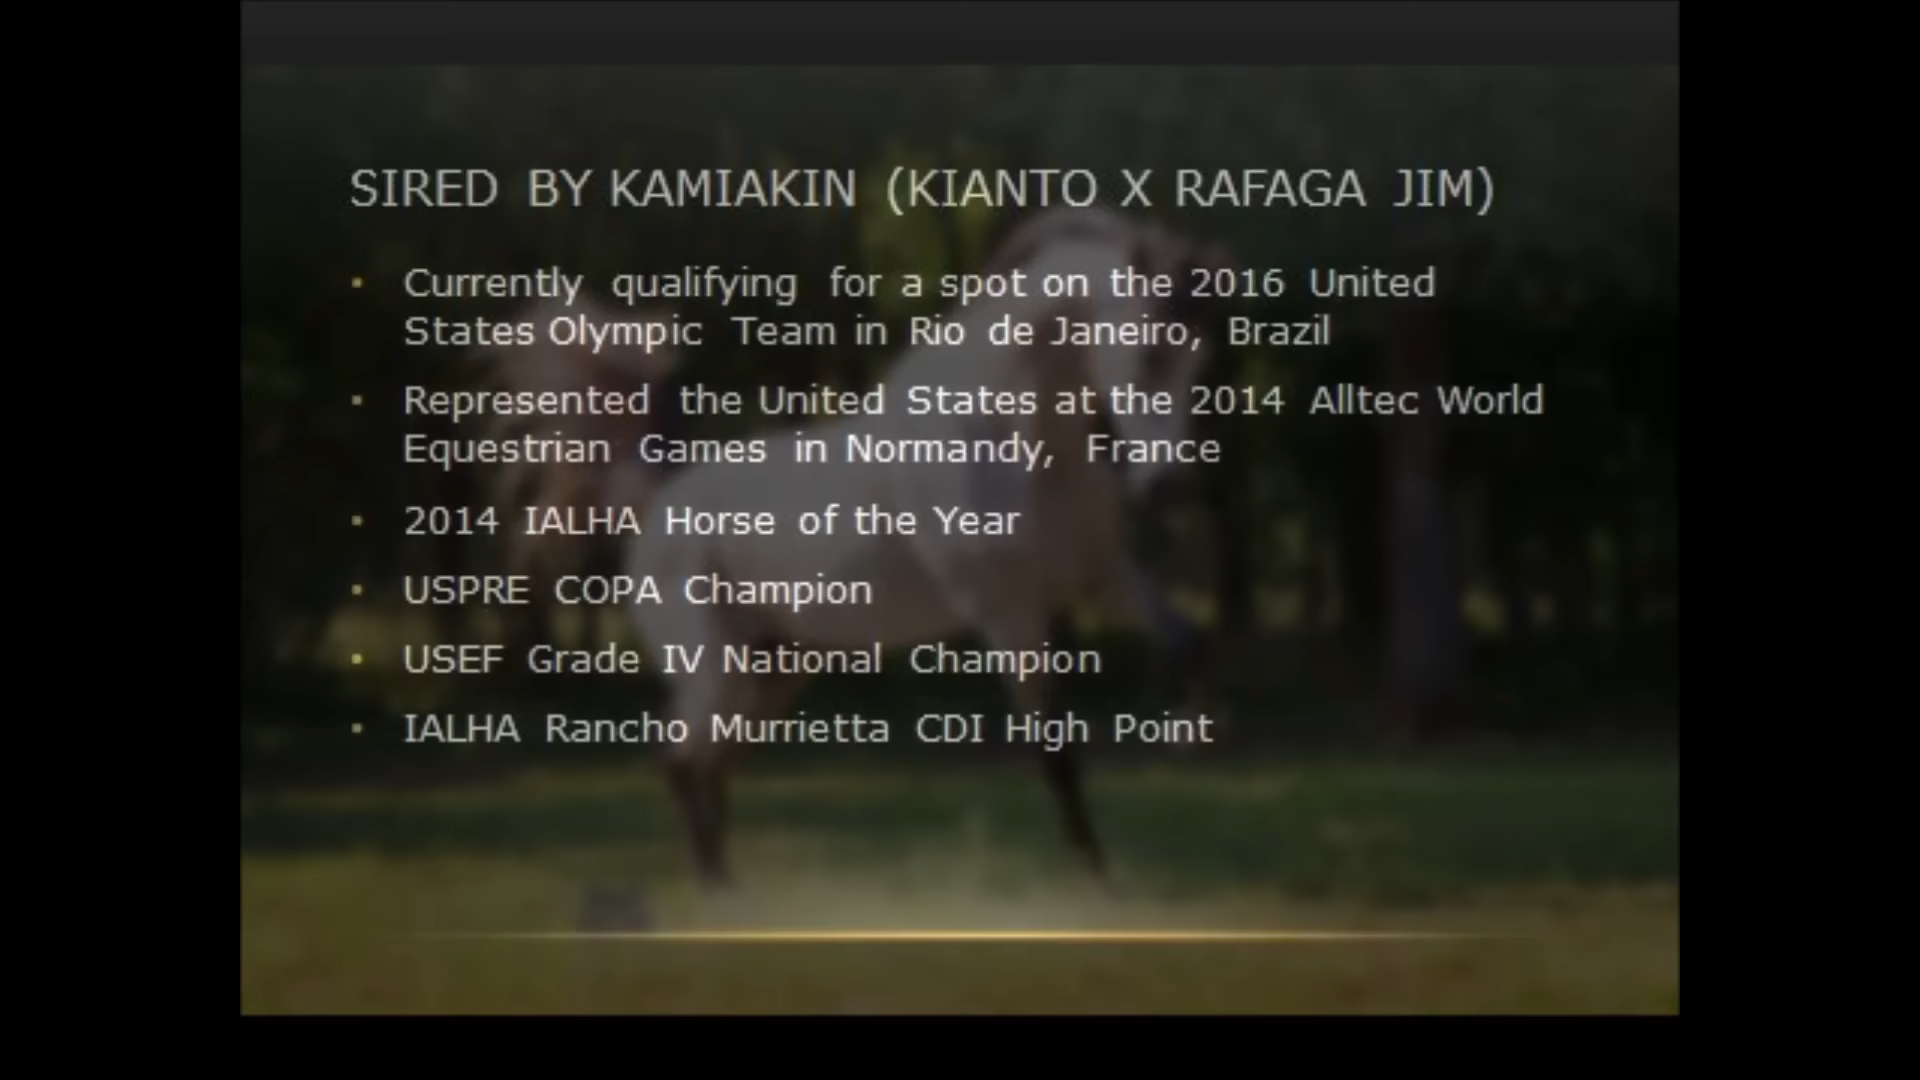 SIRED BY KAMIAKIN (KIANTO X RAFAGA JIM)
▪ Currently qualifying for a spot on the 2016 United
States Olympic Team in Rio de Janeiro, Brazil
▪ Represented the United States at the 2014 Alltec World
Equestrian Games in Normandy, France
▪ 2014 IALHA Horse of the Year
▪ USPRE COPA Champion
▪ USEF Grade IV National Champion
▪ IALHA Rancho Murrietta CDI High Point